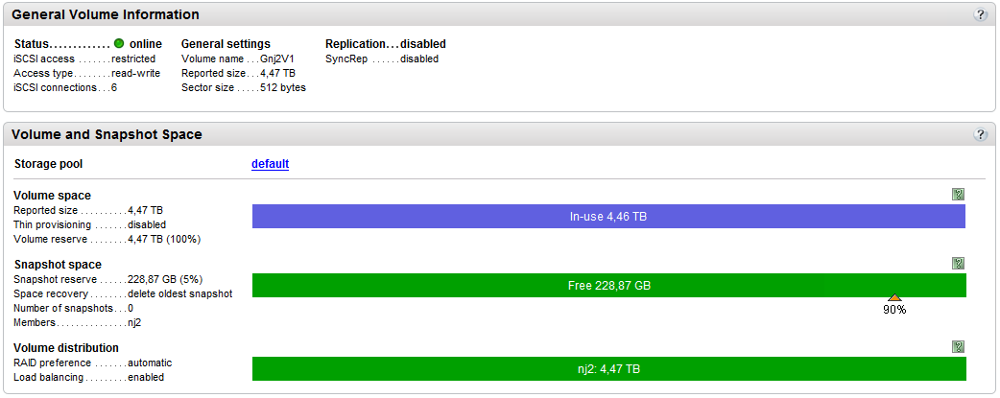 General Volume Information
Status............. online General settings Replication...disabled
iSCSI access .......restricted Volume name ...Gnj2V1 SyncRep ......disabled
Access type........read-write Reported size...4,47 TB
iSCSI connections...6 Sector size .....512 bytes
Volume and Snapshot Space
Storage pool default
Volume space
Reported size ..........4,47 TB
Thin provisioning .......disabled
Volume reserve ........4,47 TB (100%)
In-use 4,46 TB
Snapshot space
Snapshot reserve ......228,87 GB (5%)
Space recovery ........delete oldest snapshot
Number of snapshots...0
Members...............nj2
Free 228,87 GB
90%
Volume distribution
RAID preference .......automatic
Load balancing.........enabled
nj2: 4,47 TB